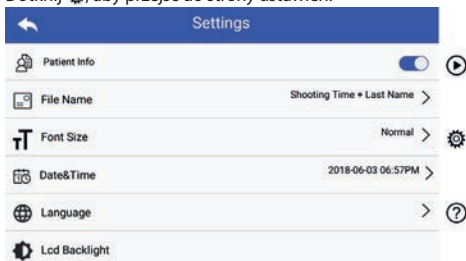 Settings
Patient Info
File Name
Shooting Time + Last Name
Font Size
Normal
Date&Time
2018-06-03 06:57PM
Language
Lcd Backlight